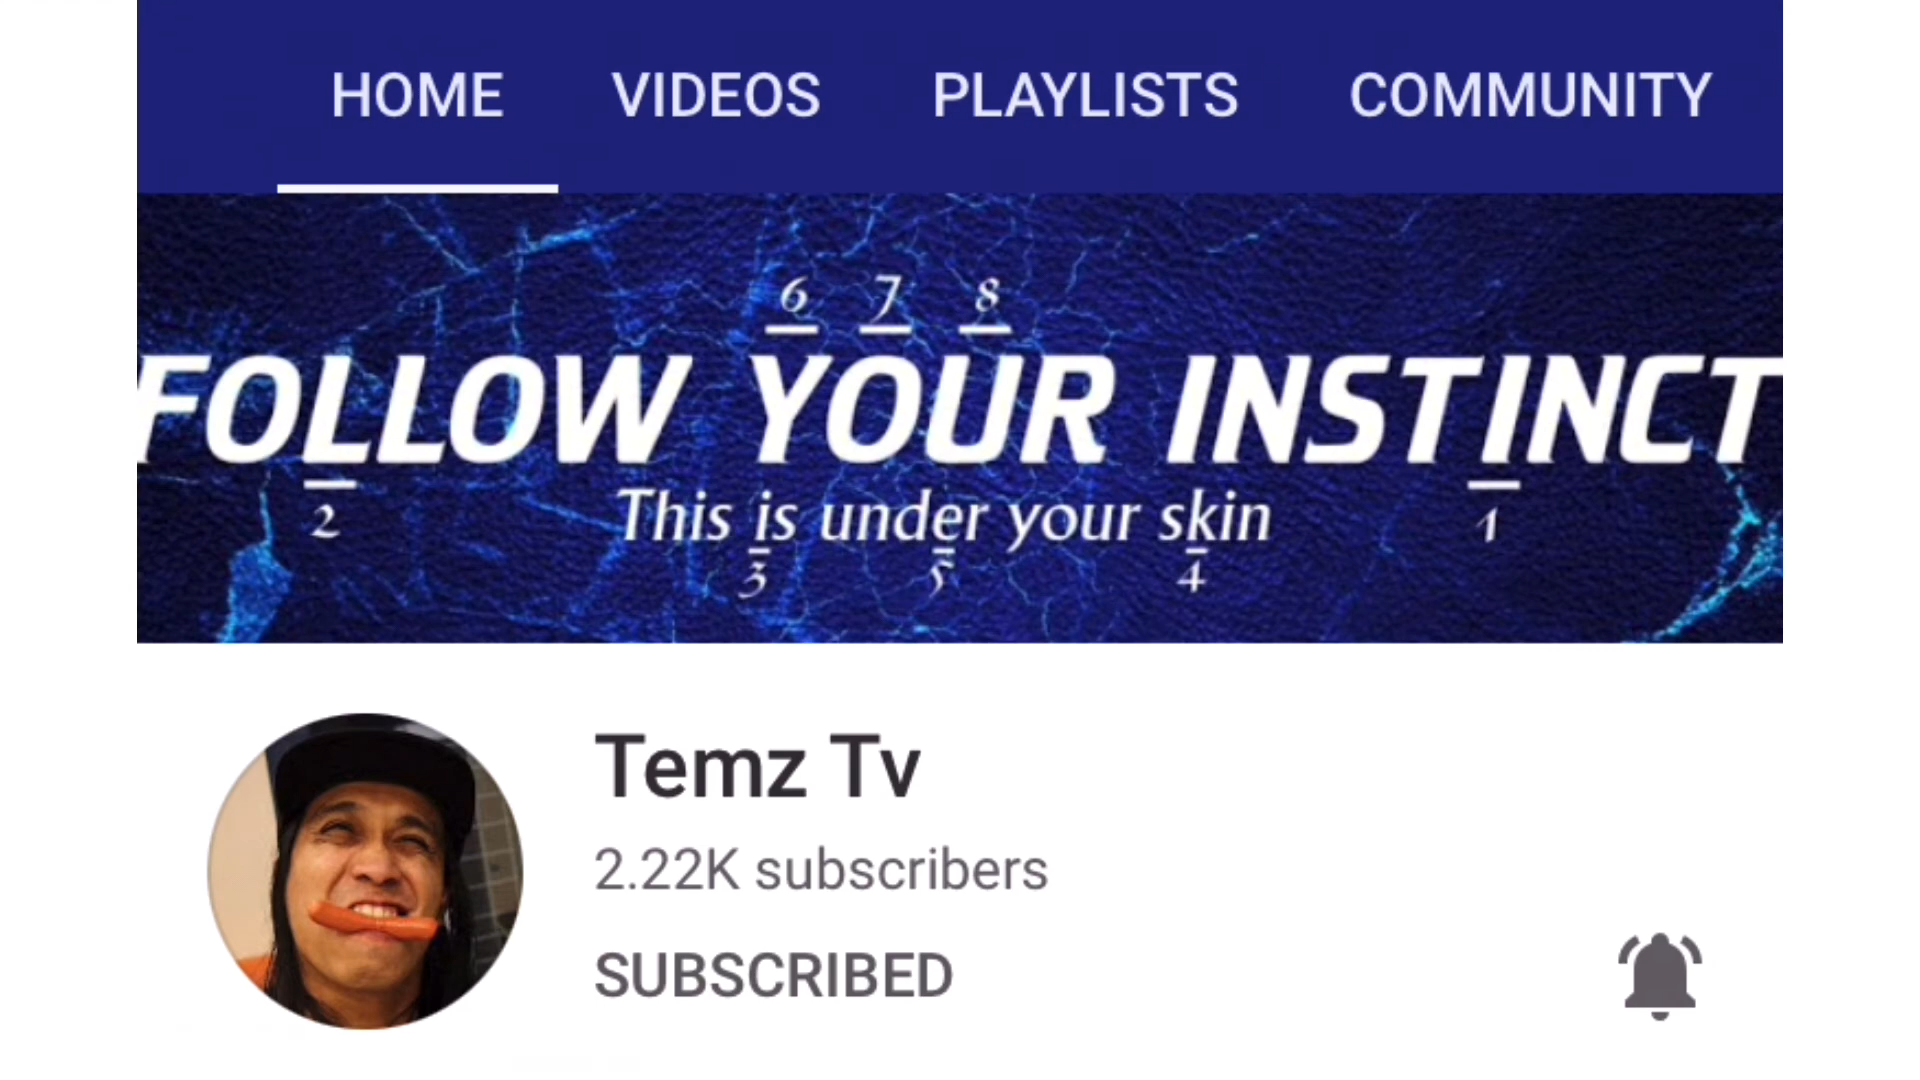 HOME VIDEOS PLAYLISTS COMMUNITY
6 7 8
FOLLOW YOUR INSTINCT
2 1
This is under your skin
3 5 4
Temz Tv
2.22K subscribers
SUBSCRIBED